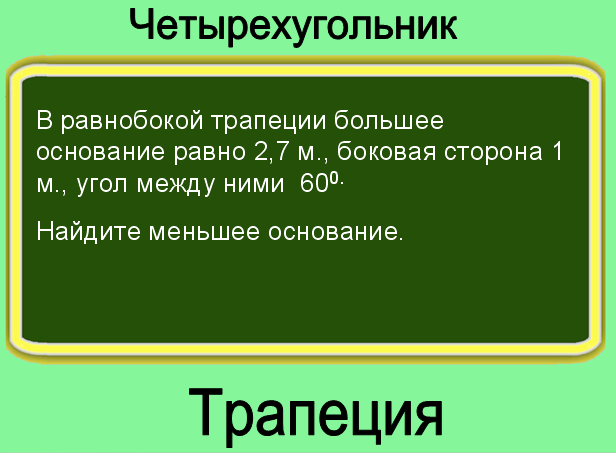 Четырехугольник
В равнобокой трапеции большее
основание равно 2,7 м., боковая сторона 1
м., угол между ними 60⁰.
Найдите меньшее основание.
Трапеция